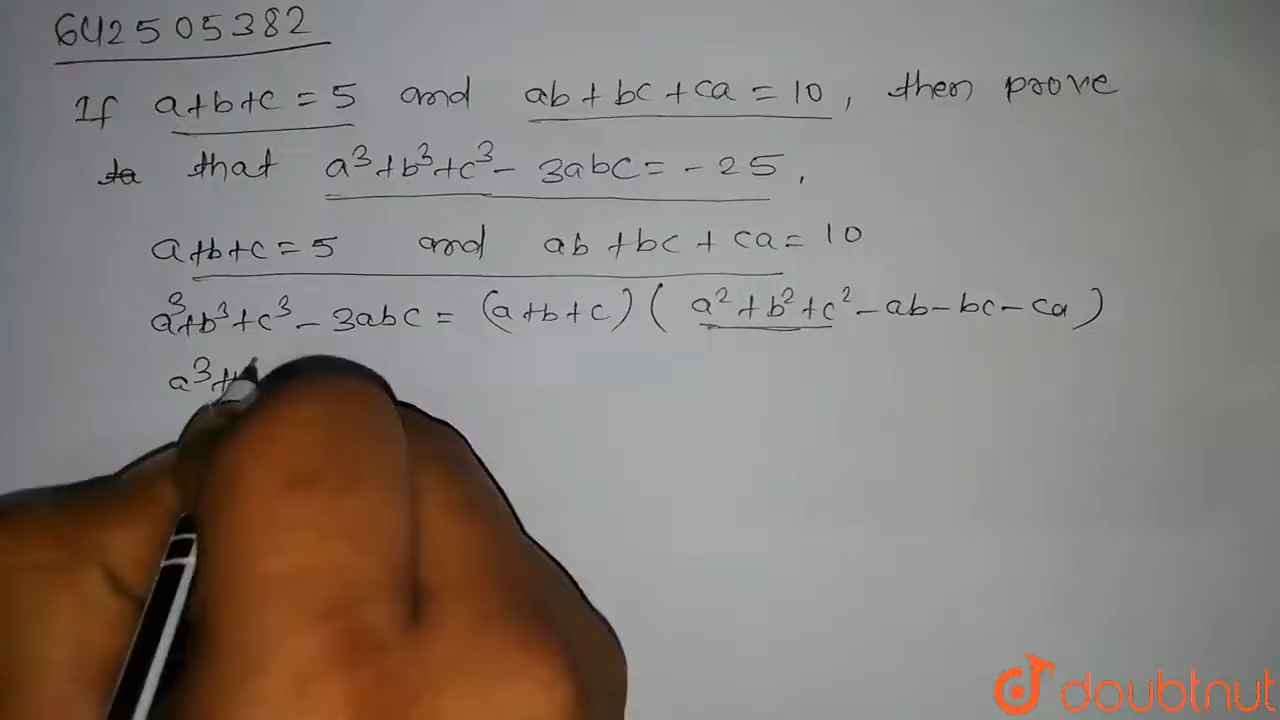 642505382
If a+b+c = 5 and ab+bc+ca = 10, then prove
that a³+b³+c³- 3abc = -25.
a+b+c = 5 and ab+bc+ca = 10
a³+b³+c³-3abc = (a+b+c)(a²+b²+c²-ab-bc-ca)
a³+
doubtnut